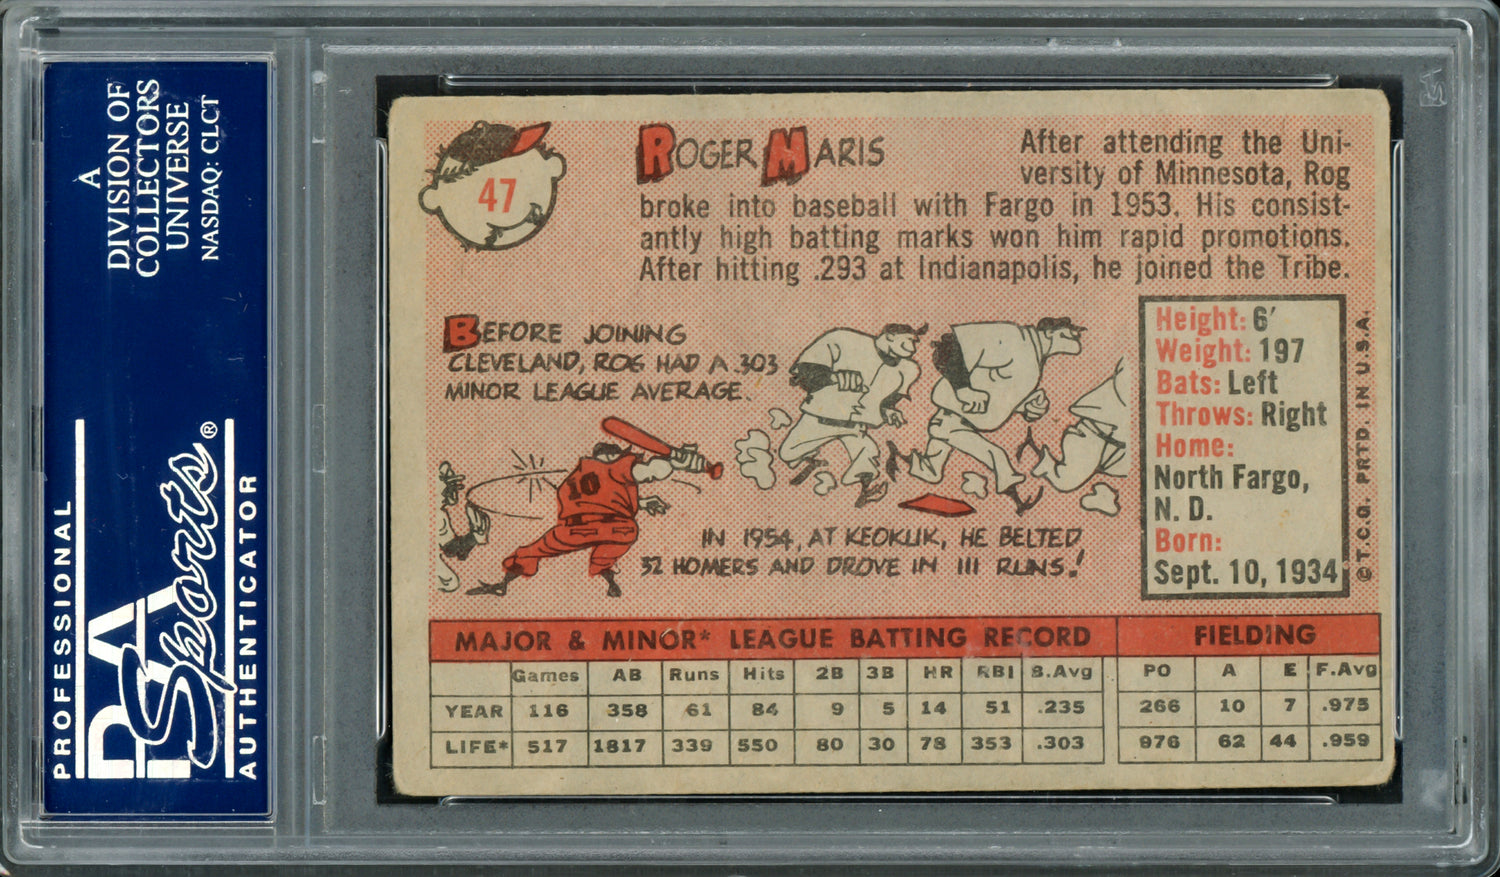 A
DIVISION OF
COLLECTORS
UNIVERSE
NASDAQ: CLCT
PROFESSIONAL
PSA
Sports®
AUTHENTICATOR
47
ROGER MARIS
After attending the Uni-
versity of Minnesota, Rog
broke into baseball with Fargo in 1953. His consist-
antly high batting marks won him rapid promotions.
After hitting .293 at Indianapolis, he joined the Tribe.
BEFORE JOINING
CLEVELAND, ROG HAD A .303
MINOR LEAGUE AVERAGE.
10
IN 1954, AT KEOKUK, HE BELTED
32 HOMERS AND DROVE IN 111 RUNS!
Height: 6'
Weight: 197
Bats: Left
Throws: Right
Home:
North Fargo,
N. D.
Born:
Sept. 10, 1934
©T.C.G. PRTD. IN U.S.A.
MAJOR & MINOR* LEAGUE BATTING RECORD FIELDING
Games AB Runs Hits 2B 3B HR RBI B.Avg PO A E F.Avg
YEAR 116 358 61 84 9 5 14 51 .235 266 10 7 .975
LIFE* 517 1817 339 550 80 30 78 353 .303 976 62 44 .959